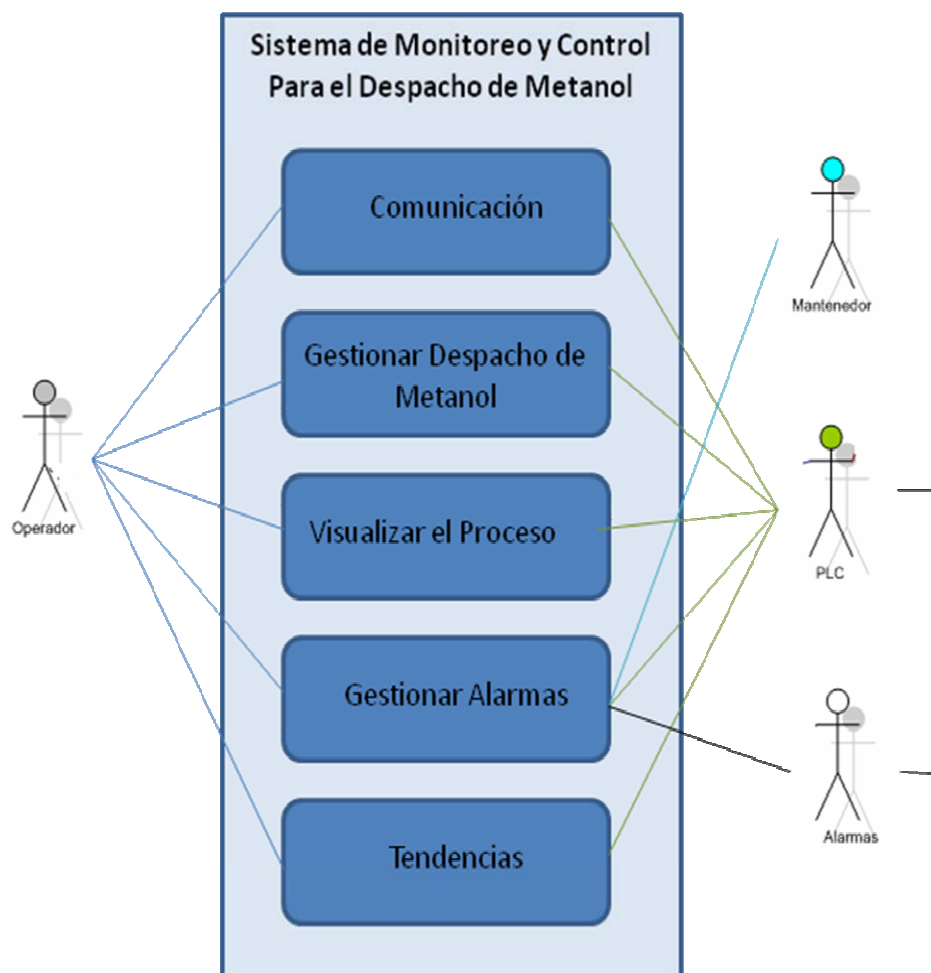 Sistema de Monitoreo y Control
Para el Despacho de Metanol
Comunicación
Mantenedor
Gestionar Despacho de
Metanol
Operador
Visualizar el Proceso
PLC
Gestionar Alarmas
Alarmas
Tendencias